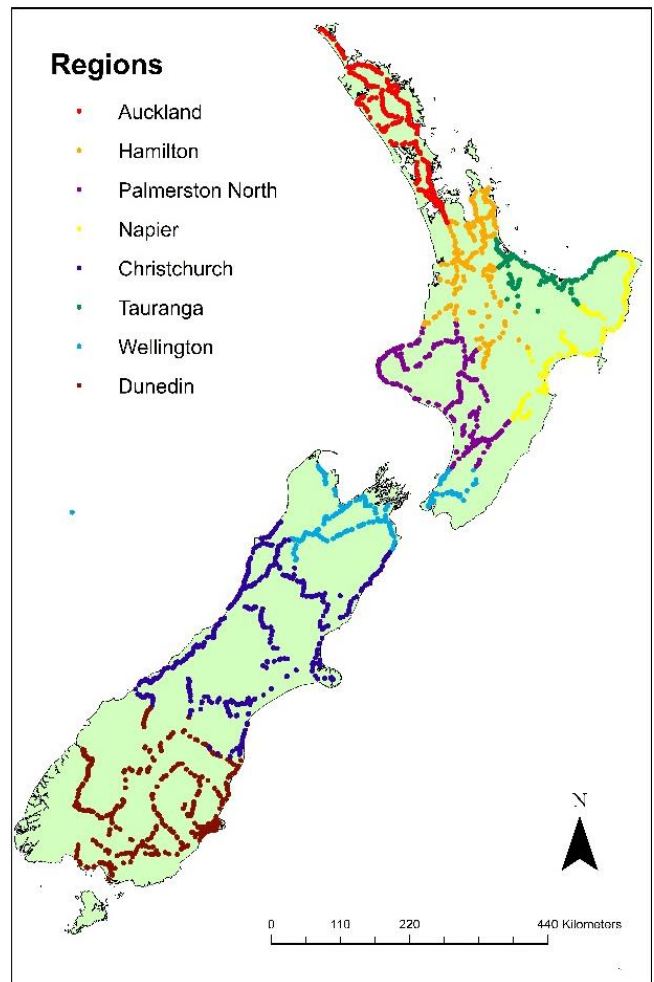 Regions
Auckland
Hamilton
Palmerston North
Napier
Christchurch
Tauranga
Wellington
Dunedin
N
0 110 220 440 Kilometers